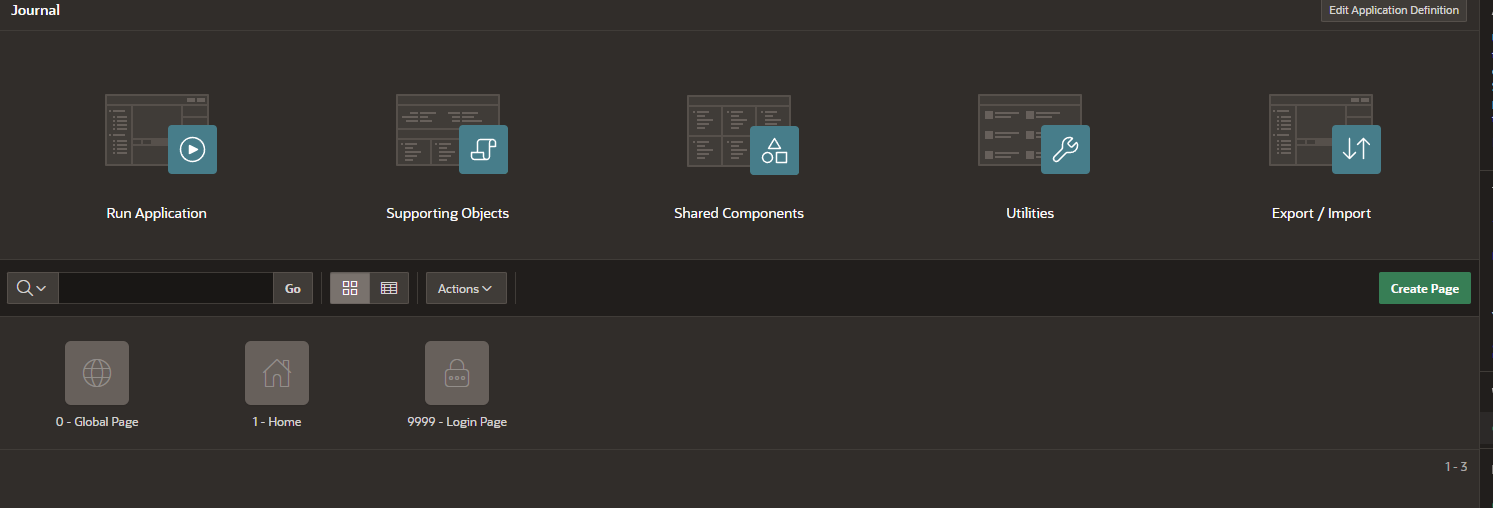 Journal
Edit Application Definition
Run Application
Supporting Objects
Shared Components
Utilities
Export / Import
Go
Actions
Create Page
0 - Global Page
1 - Home
9999 - Login Page
1 - 3